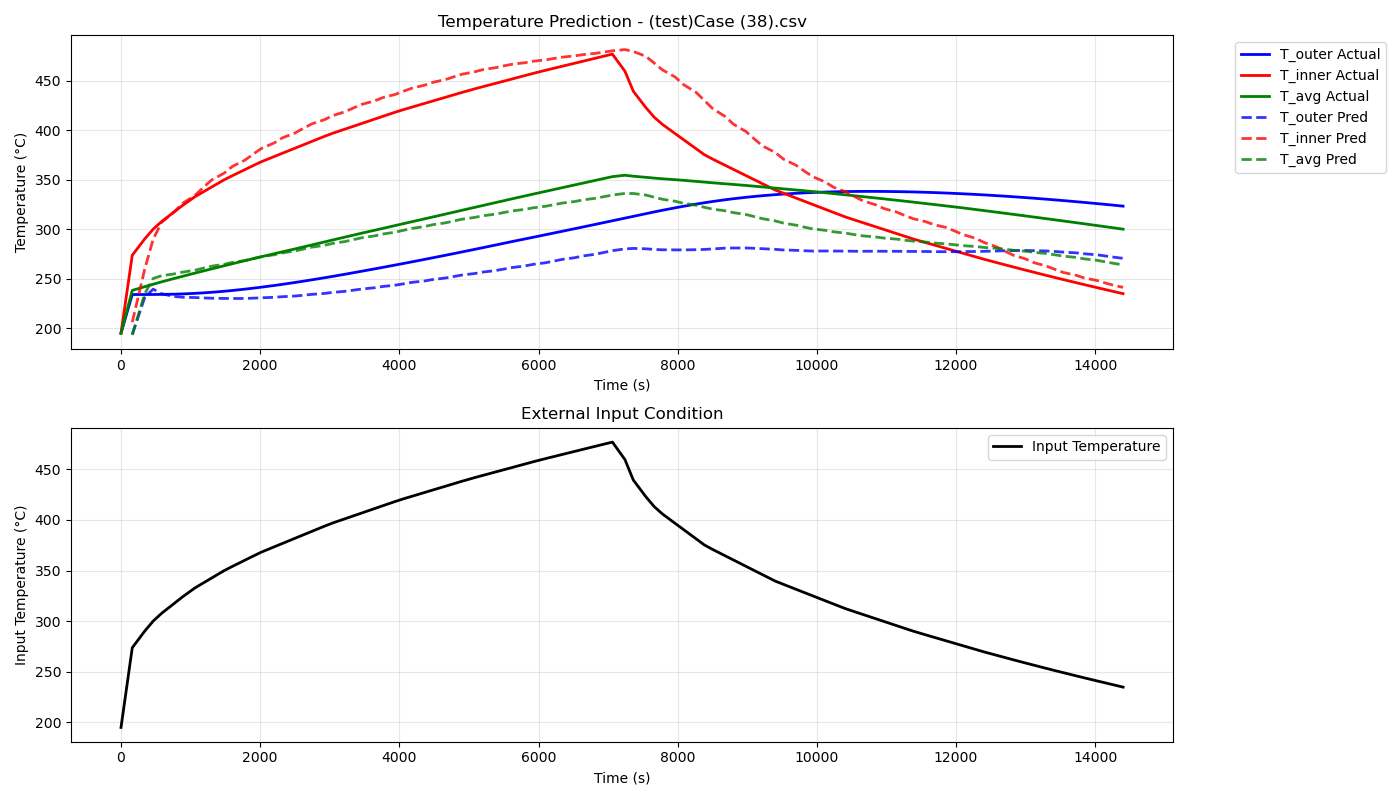 Temperature Prediction - (test)Case (38).csv
Temperature (°C)
450
400
350
300
250
200
0 2000 4000 6000 8000 10000 12000 14000
Time (s)
T_outer Actual
T_inner Actual
T_avg Actual
T_outer Pred
T_inner Pred
T_avg Pred
External Input Condition
Input Temperature (°C)
450
400
350
300
250
200
Input Temperature
0 2000 4000 6000 8000 10000 12000 14000
Time (s)